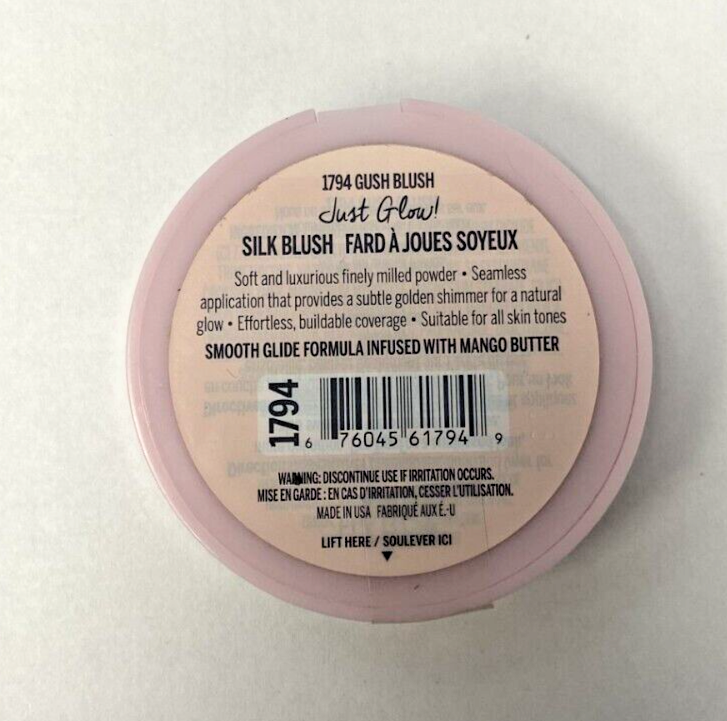 1794 GUSH BLUSH
Just Glow!
SILK BLUSH FARD À JOUES SOYEUX
Soft and luxurious finely milled powder • Seamless
application that provides a subtle golden shimmer for a natural
glow • Effortless, buildable coverage • Suitable for all skin tones
SMOOTH GLIDE FORMULA INFUSED WITH MANGO BUTTER
1794
6 76045 61794 9
WARNING: DISCONTINUE USE IF IRRITATION OCCURS.
MISE EN GARDE : EN CAS D'IRRITATION, CESSER L'UTILISATION.
MADE IN USA FABRIQUÉ AUX É.-U
LIFT HERE / SOULEVER ICI